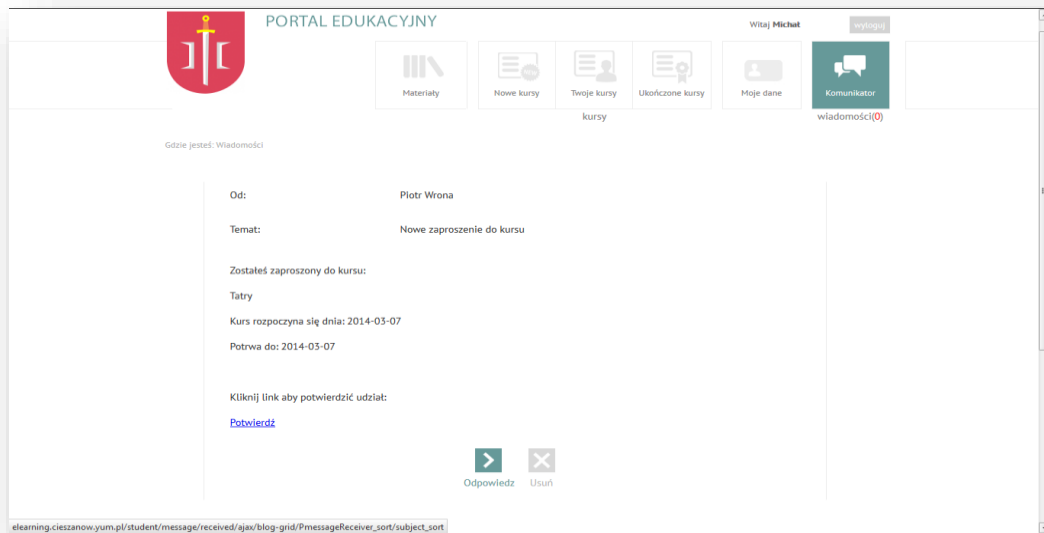 PORTAL EDUKACYJNY
Witaj Michał
wyloguj
Materiały
Nowe kursy
Twoje kursy
Ukończone kursy
Moje dane
Komunikator
kursy
wiadomości(0)
Gdzie jesteś: Wiadomości
Od: Piotr Wrona
Temat: Nowe zaproszenie do kursu
Zostałeś zaproszony do kursu:
Tatry
Kurs rozpoczyna się dnia: 2014-03-07
Potrwa do: 2014-03-07
Kliknij link aby potwierdzić udział:
Potwierdź
Odpowiedz Usuń
elearning.cieszanow.yum.pl/student/message/received/ajax/blog-grid/PmessageReceiver_sort/subject_sort